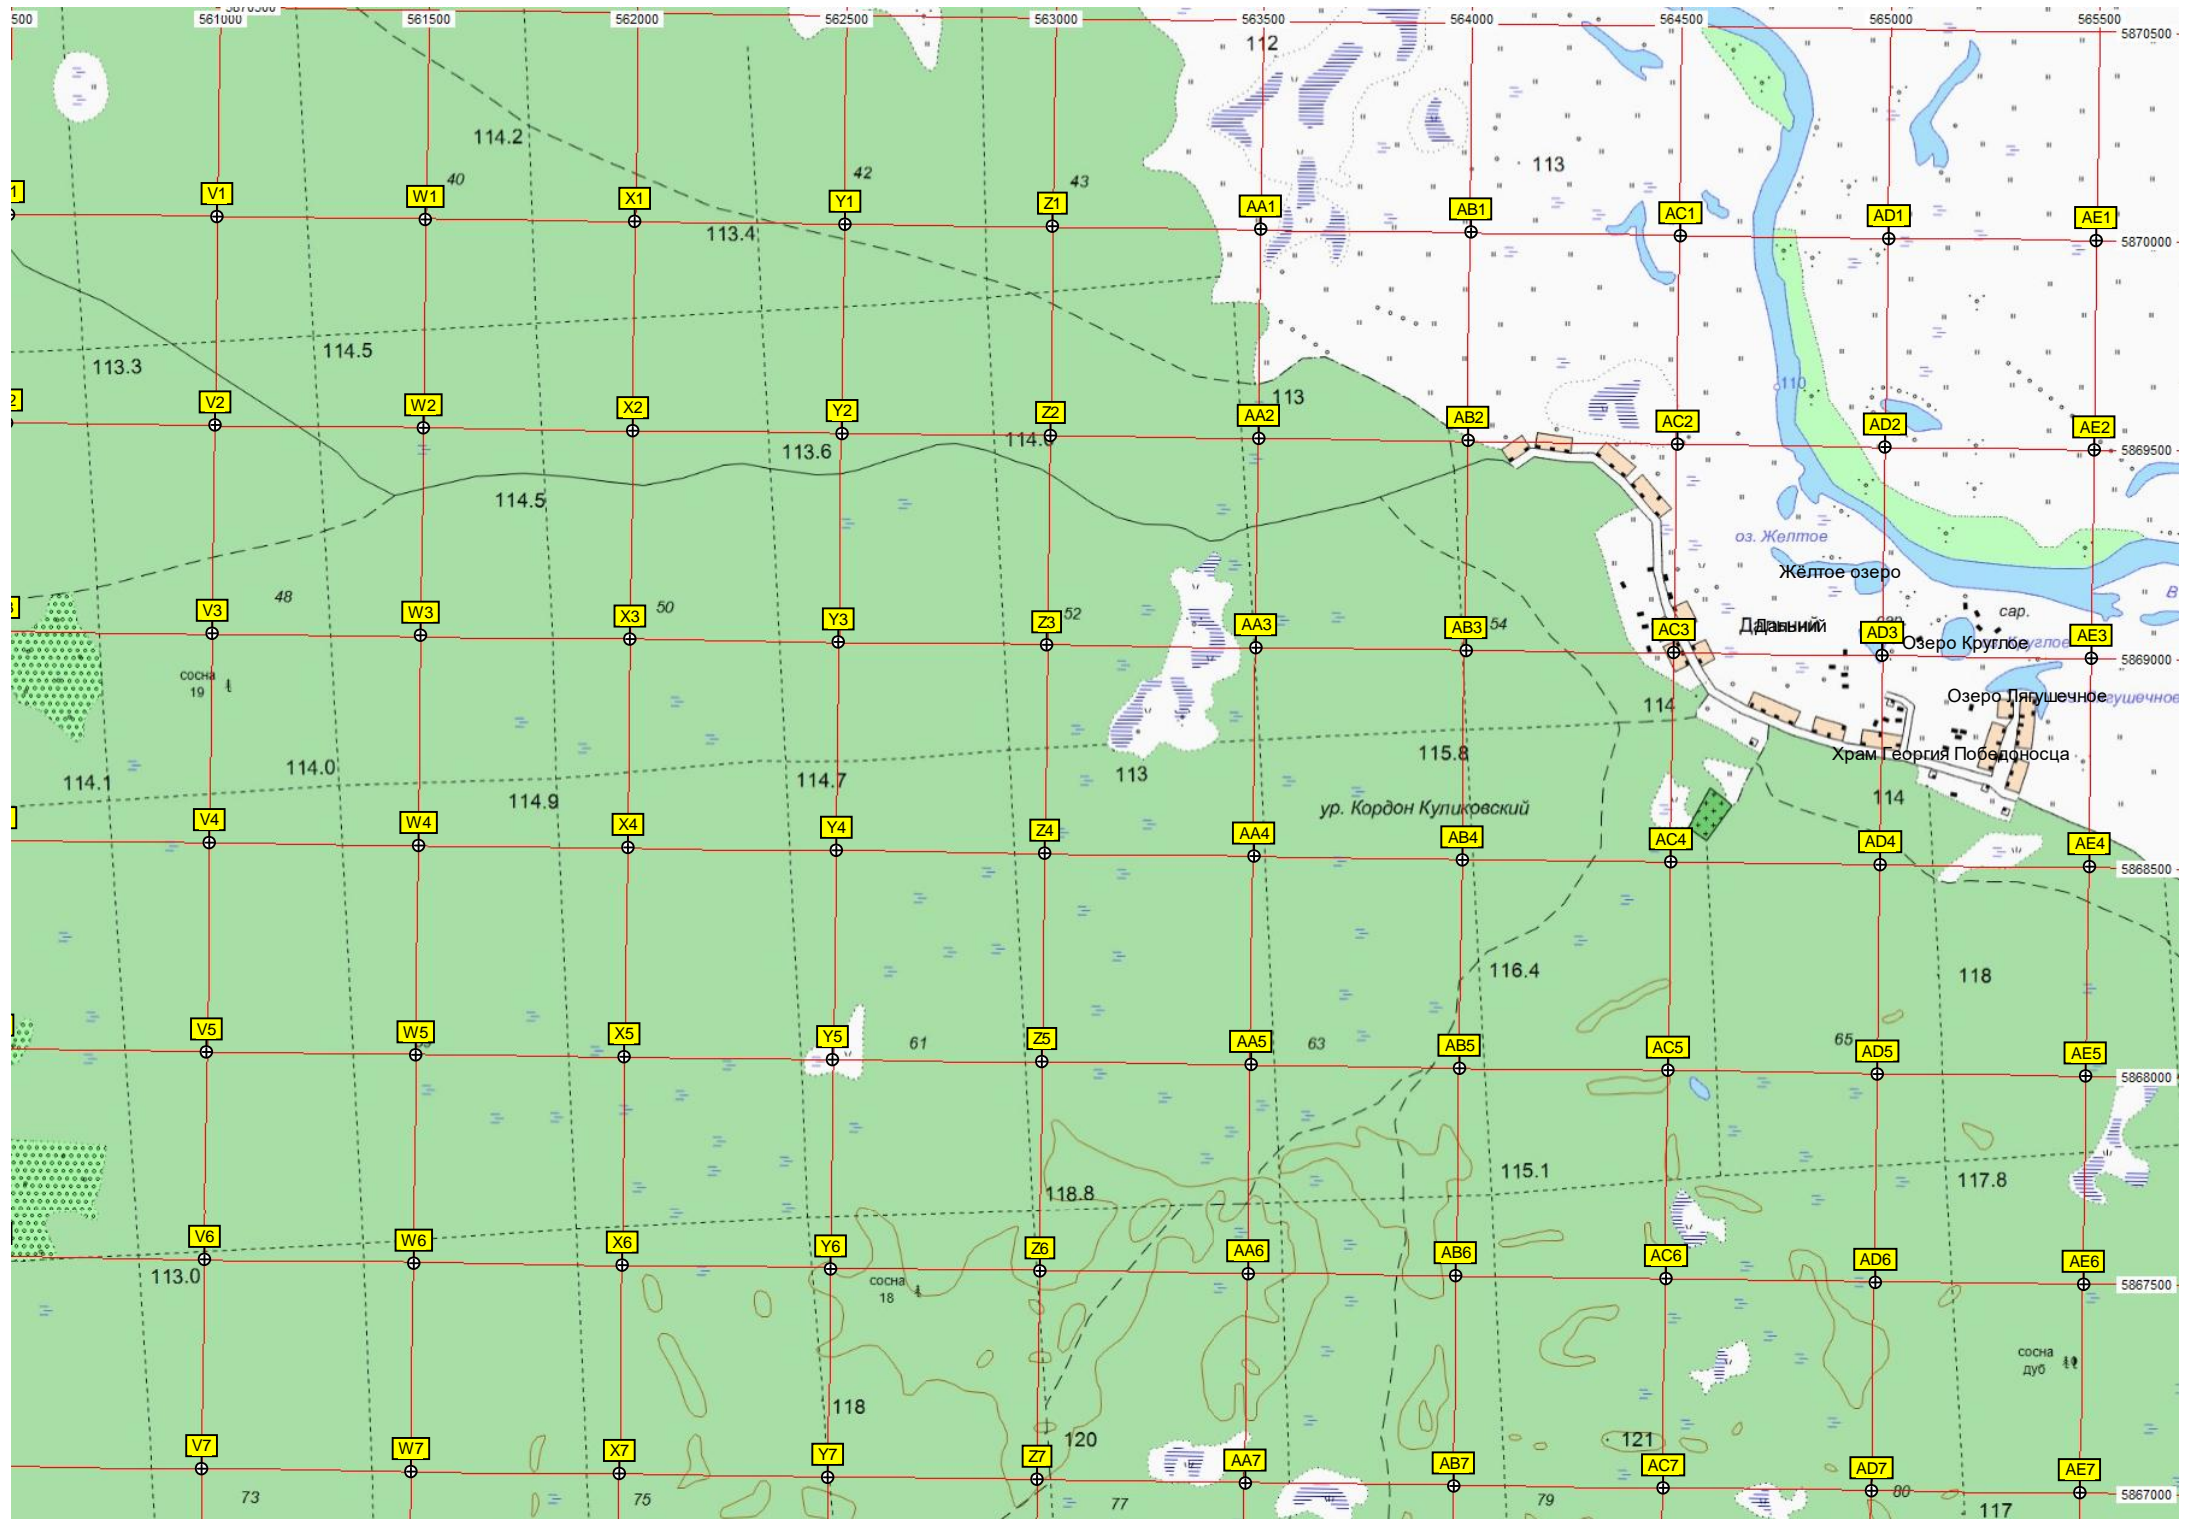 500 561000 561500 562000 562500 563000 563500 564000 564500 565000 565500
5870500
112
5870500
114.2
113
40 42 43
1 V1 W1 X1 Y1 Z1 AA1 AB1 AC1 AD1 AE1
113.4
5870000
113.3 114.5
110
113
2 V2 W2 X2 Y2 Z2 AA2 AB2 AC2 AD2 AE2
113.6
5869500
114.5
оз. Желтое
Жёлтое озеро
В
48 50 52 54
сар.
3 V3 W3 X3 Y3 Z3 AA3 AB3 AC3 AD3 AE3
Дальний
Озеро Круглое
5869000
сосна
19
114
Озеро Лягушечное
115.8
Храм Георгия Победоносца
114.1 114.0 114.9 114.7 113
114
ур. Кордон Куликовский
V4 W4 X4 Y4 Z4 AA4 AB4 AC4 AD4 AE4
5868500
116.4
118
61 63 65
V5 W5 X5 Y5 Z5 AA5 AB5 AC5 AD5 AE5
5868000
118.8
115.1
117.8
V6 W6 X6 Y6 Z6 AA6 AB6 AC6 AD6 AE6
113.0
5867500
сосна
18
сосна
дуб
118
120
121
V7 W7 X7 Y7 Z7 AA7 AB7 AC7 AD7 AE7
5867000
73 75 77 79 80
117